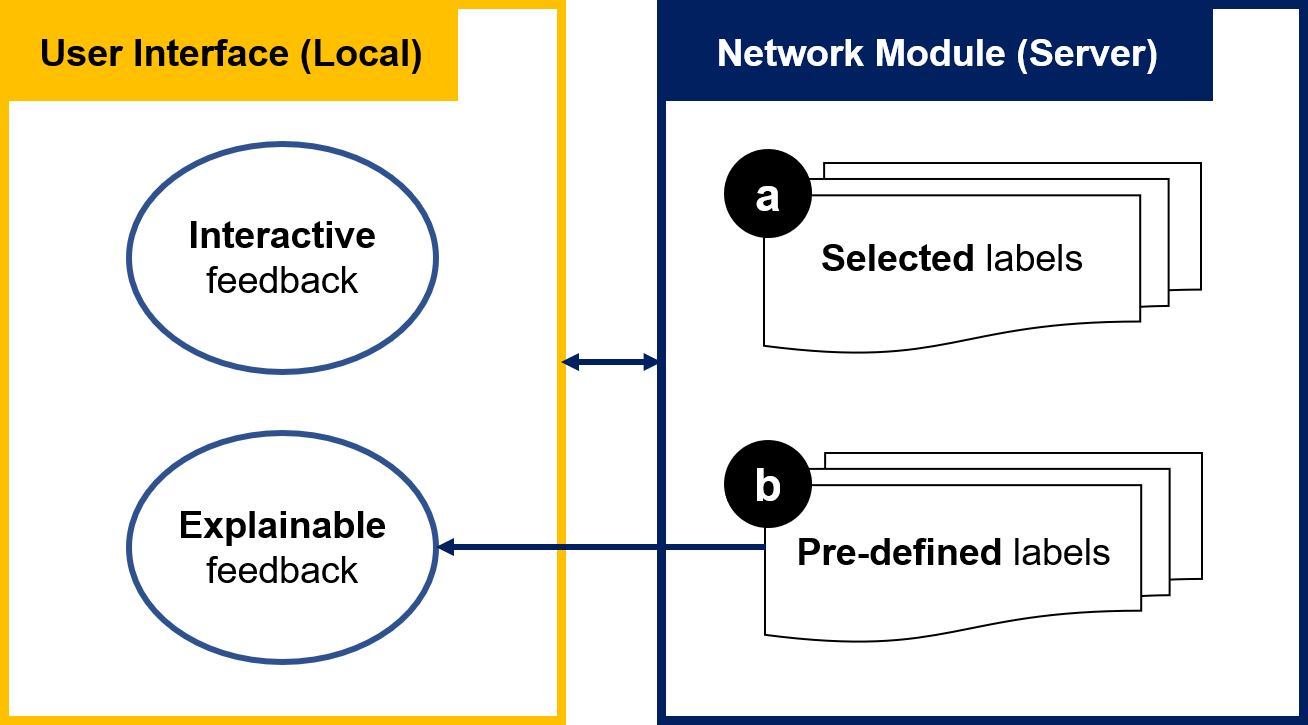 User Interface (Local)
Network Module (Server)
Interactive
feedback
a
Selected labels
Explainable
feedback
b
Pre-defined labels